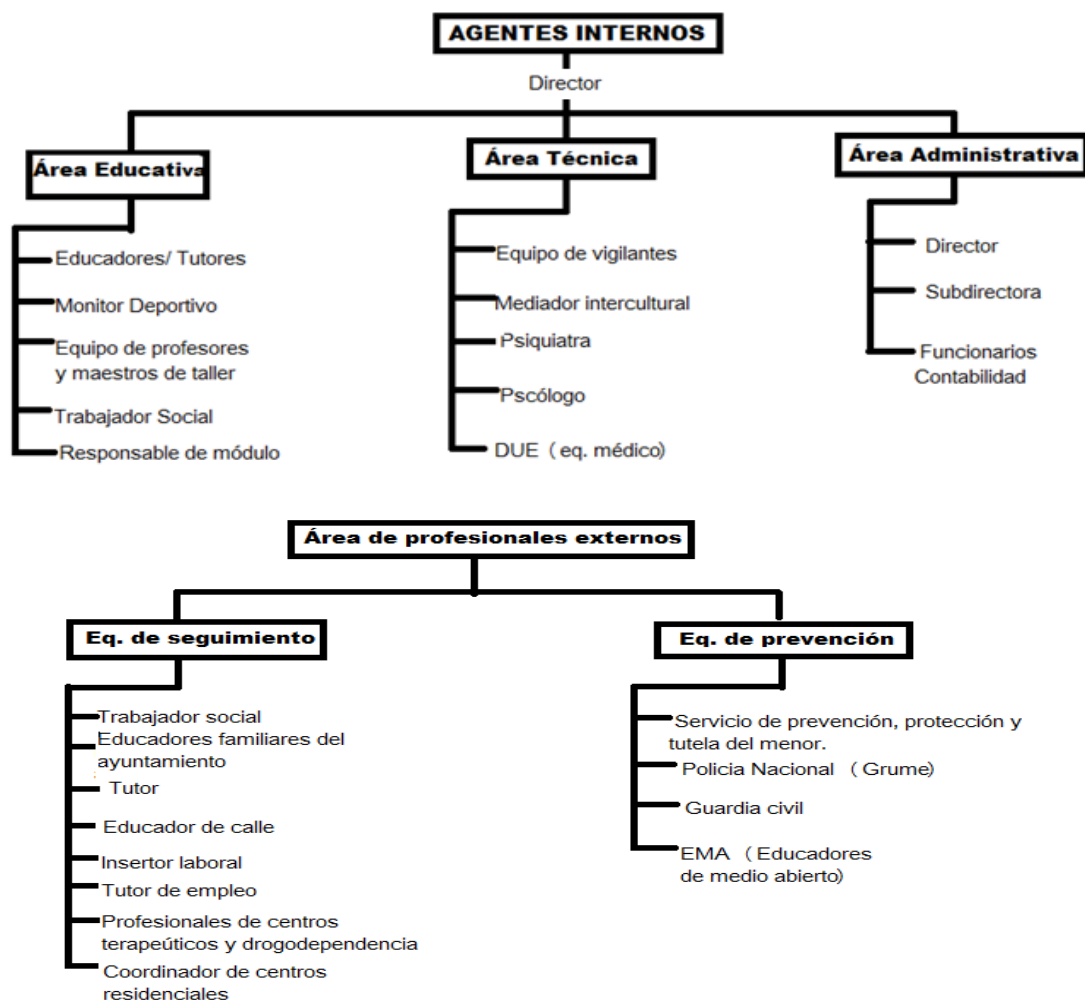 AGENTES INTERNOS
Director
Área Educativa
Educadores/ Tutores
Monitor Deportivo
Equipo de profesores
y maestros de taller
Trabajador Social
Responsable de módulo
Área Técnica
Equipo de vigilantes
Mediador intercultural
Psiquiatra
Pscólogo
DUE ( eq. médico)
Área Administrativa
Director
Subdirectora
Funcionarios
Contabilidad
Área de profesionales externos
Eq. de seguimiento
Trabajador social
Educadores familiares del
ayuntamiento
Tutor
Educador de calle
Insertor laboral
Tutor de empleo
Profesionales de centros
terapeúticos y drogodependencia
Coordinador de centros
residenciales
Eq. de prevención
Servicio de prevención, protección y
tutela del menor.
Policia Nacional ( Grume)
Guardia civil
EMA ( Educadores
de medio abierto)